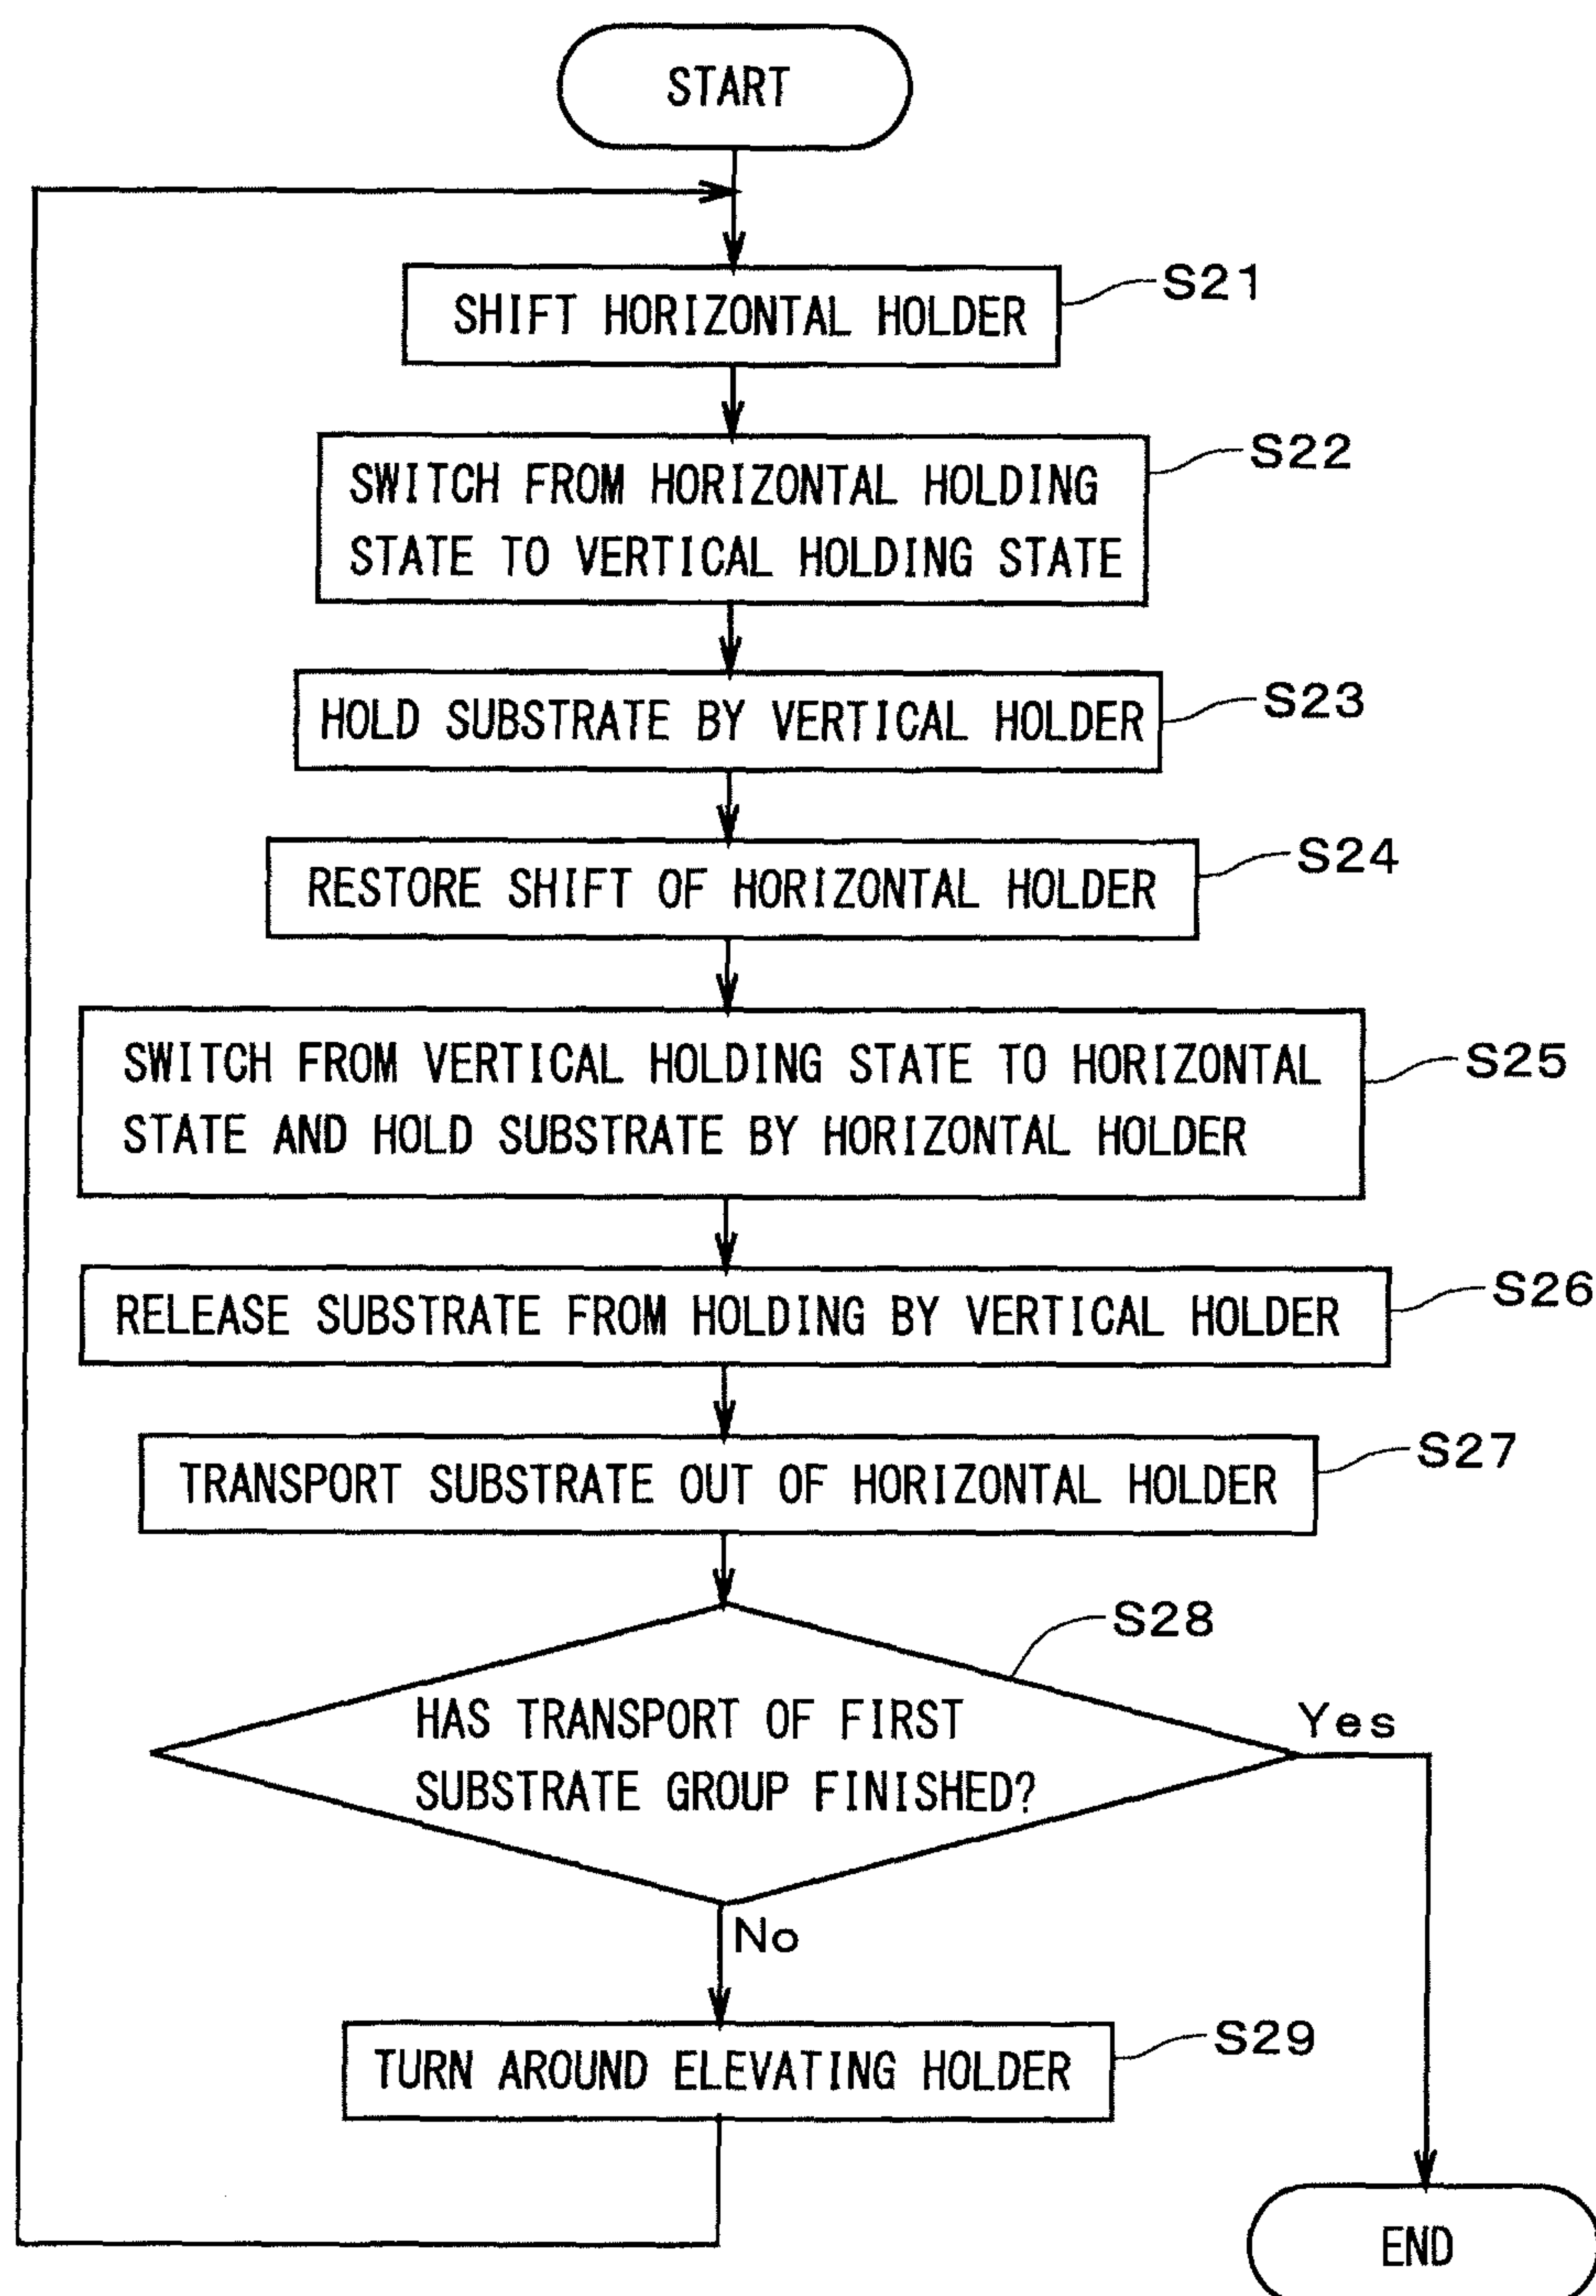 START
SHIFT HORIZONTAL HOLDER
S21
SWITCH FROM HORIZONTAL HOLDING
STATE TO VERTICAL HOLDING STATE
S22
HOLD SUBSTRATE BY VERTICAL HOLDER
S23
RESTORE SHIFT OF HORIZONTAL HOLDER
S24
SWITCH FROM VERTICAL HOLDING STATE TO HORIZONTAL
STATE AND HOLD SUBSTRATE BY HORIZONTAL HOLDER
S25
RELEASE SUBSTRATE FROM HOLDING BY VERTICAL HOLDER
S26
TRANSPORT SUBSTRATE OUT OF HORIZONTAL HOLDER
S27
HAS TRANSPORT OF FIRST
SUBSTRATE GROUP FINISHED?
S28
Yes
No
TURN AROUND ELEVATING HOLDER
S29
END